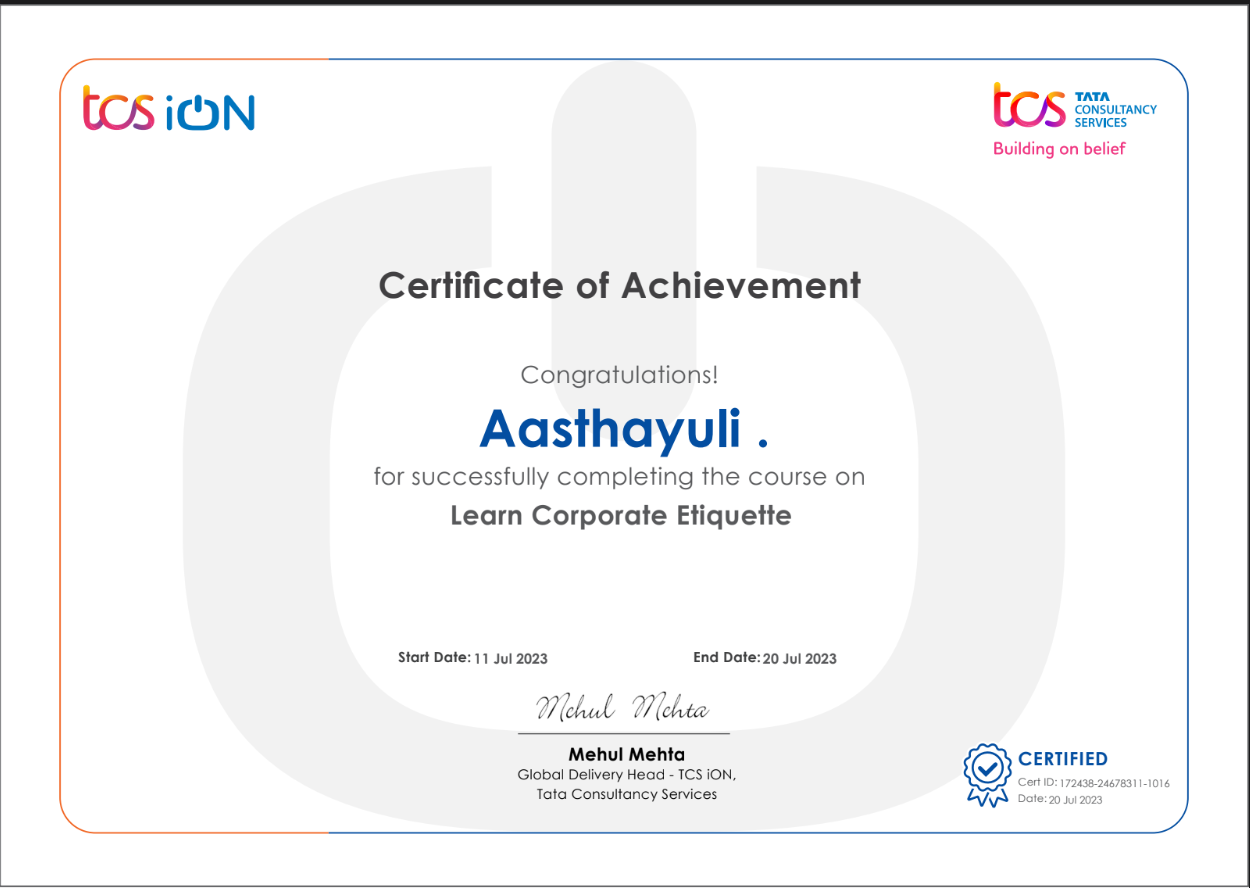 tcs iON
tcs TATA
CONSULTANCY
SERVICES
Building on belief
Certificate of Achievement
Congratulations!
Aasthayuli .
for successfully completing the course on
Learn Corporate Etiquette
Start Date: 11 Jul 2023 End Date: 20 Jul 2023
Mehul Mehta
Mehul Mehta
Global Delivery Head - TCS iON,
Tata Consultancy Services
CERTIFIED
Cert ID: 172438-24678311-1016
Date: 20 Jul 2023